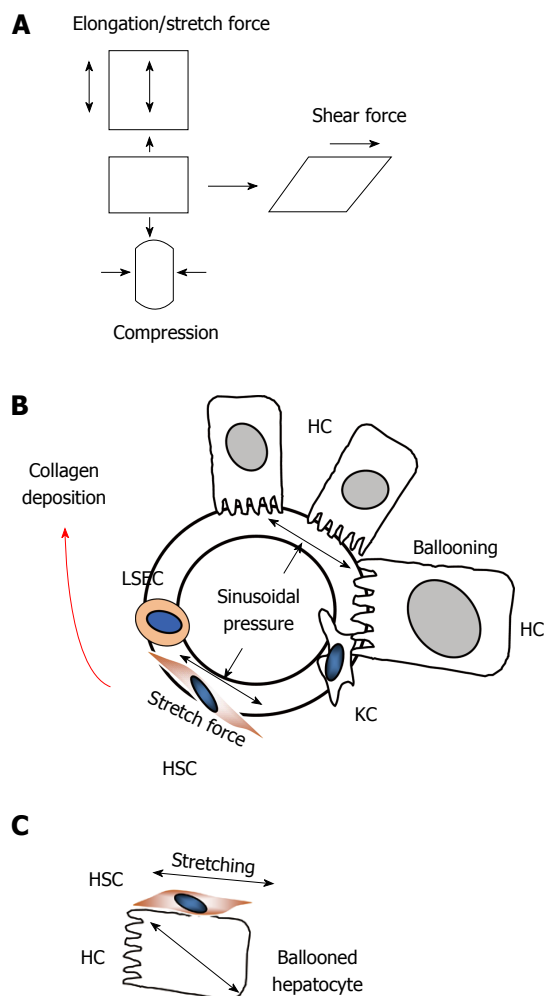 A
Elongation/stretch force
Shear force
Compression
B
HC
Collagen
deposition
Ballooning
LSEC
Sinusoidal
pressure
HC
KC
Stretch force
HSC
C
Stretching
HSC
HC
Ballooned
hepatocyte